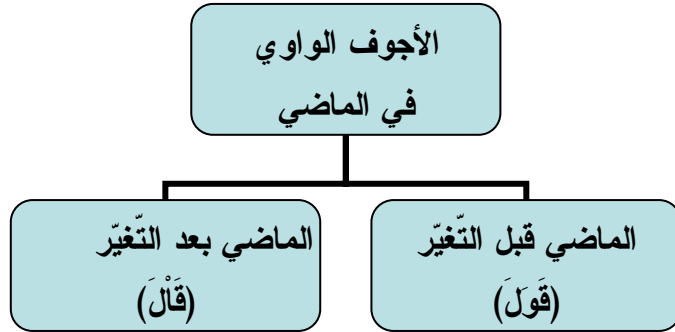 الأجوف الواوي
في الماضي
الماضي قبل التّغيّر
(قَوَلَ)
الماضي بعد التّغيّر
(قَاْلَ)